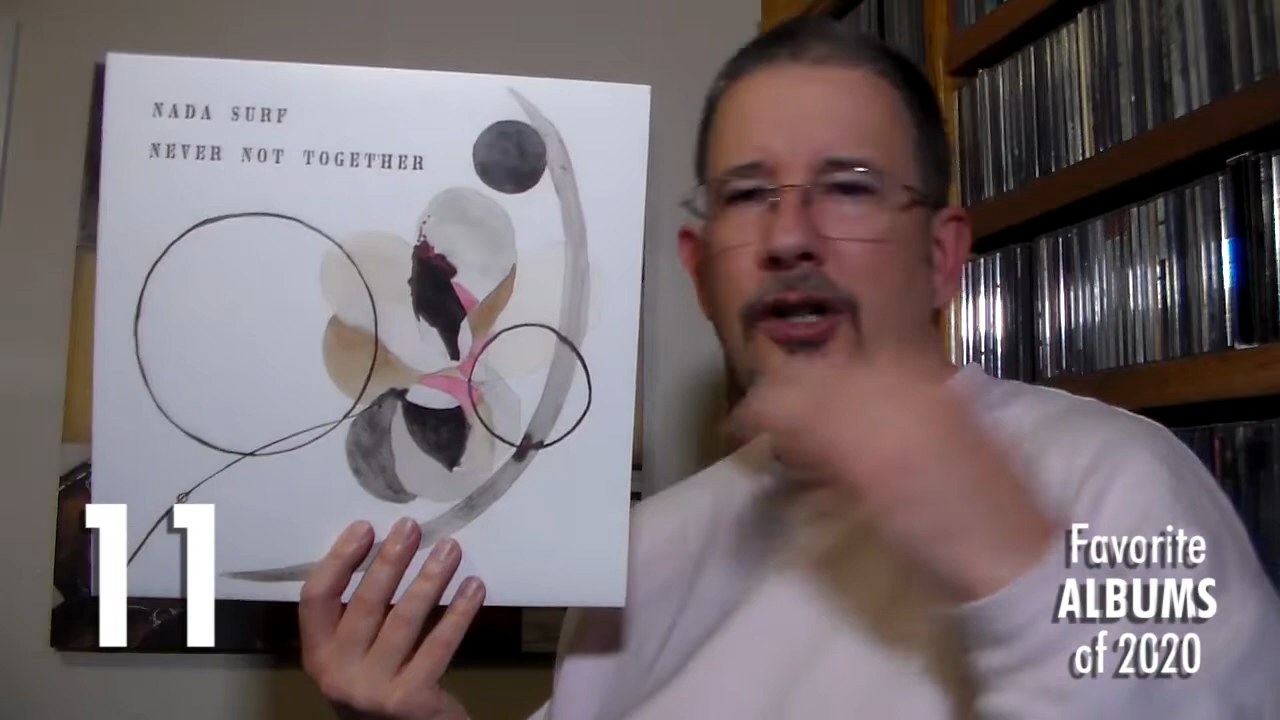 NADA SURF
NEVER NOT TOGETHER
11
Favorite
ALBUMS
of 2020